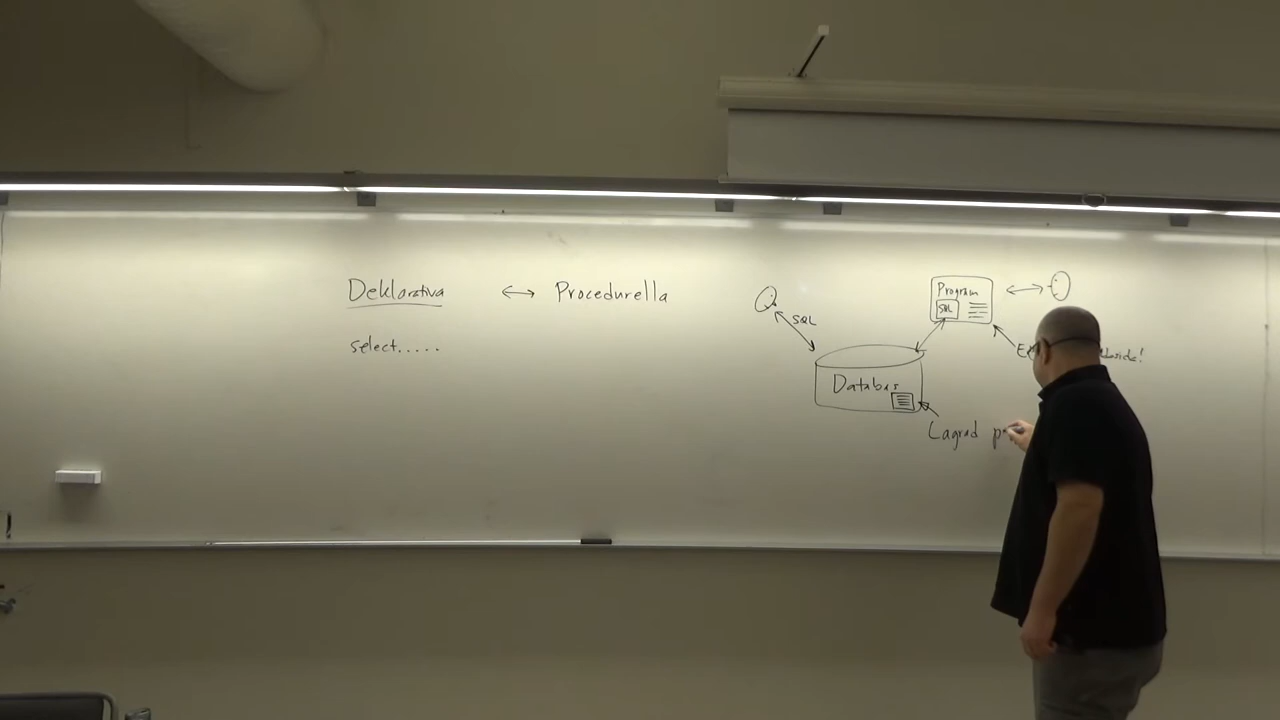 Deklarativa ↔ Procedurella
select.....
SQL
Program
SQL
Databas
Lagrad